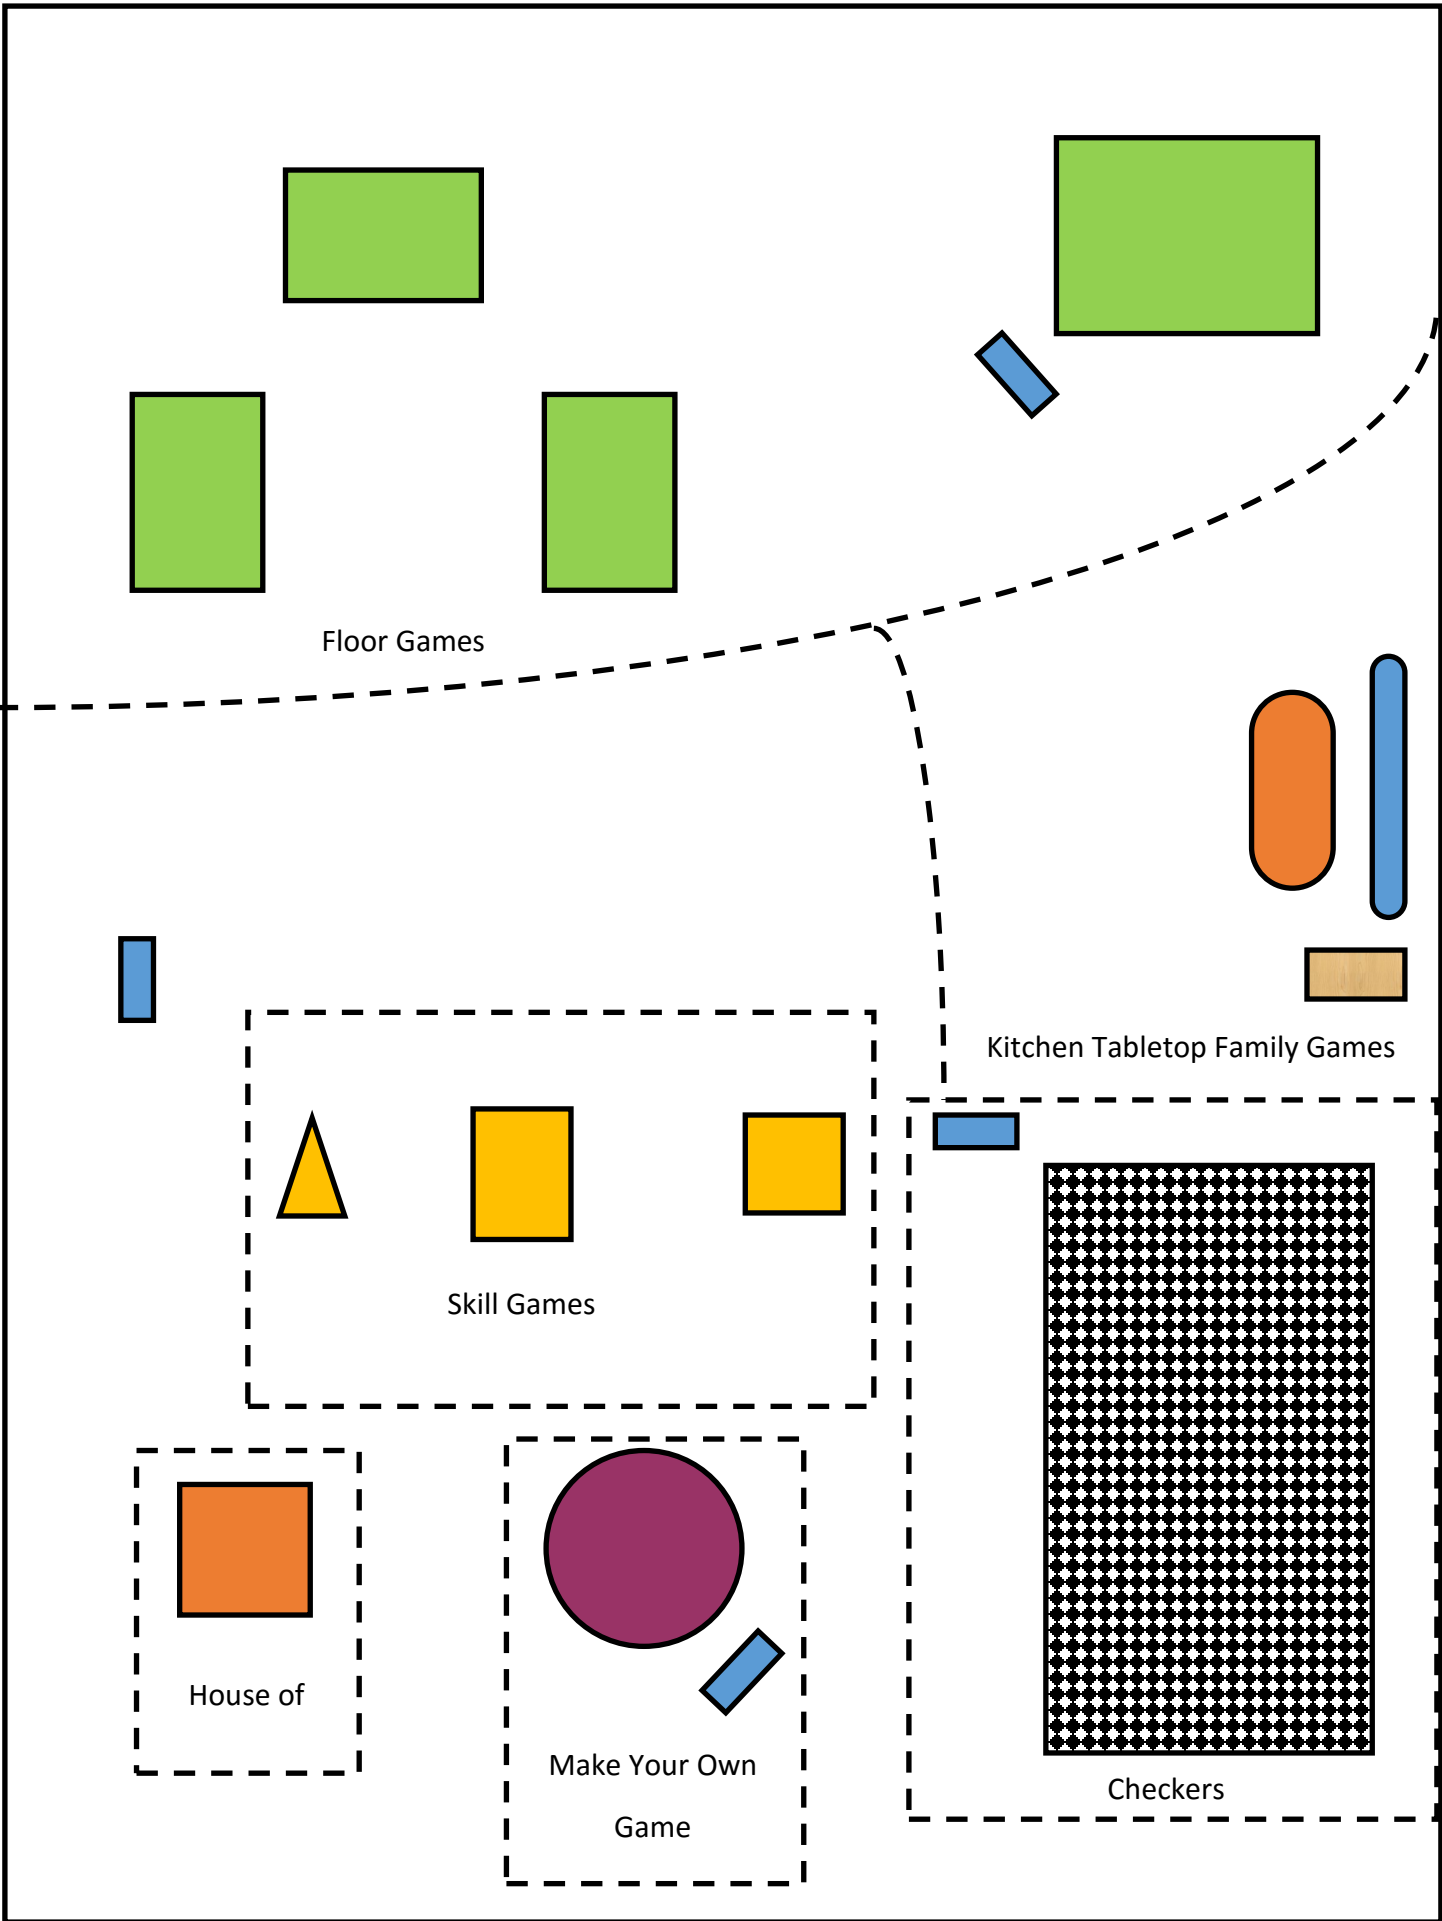 Floor Games
Kitchen Tabletop Family Games
Skill Games
House of
Make Your Own
Game
Checkers